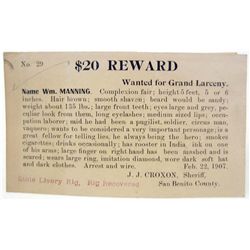 No. 29
$20 REWARD
Wanted for Grand Larceny.
Name Wm. MANNING. Complexion fair; height 5 feet, 5 or 6
inches. Hair brown; smooth shaven; beard would be sandy;
weight about 135 lbs.; large front teeth; eyes large and grey, pe-
culiar look from them, long eyelashes; medium sized lips; occu-
pation laborer; said he had been a pugilist, soldier, circus man,
vaquero; wants to be considered a very important personage; is a
great fellow for telling lies, he always being the hero; smokes
cigarettes; drinks occasionally; has rooster in India ink on one
of his arms; large finger on right hand has been mashed and is
scarred; wears large ring, imitation diamond, wore dark soft hat
and dark clothes. Arrest and wire. Feb. 22, 1907.
J. J. CROXON, Sheriff,
San Benito County.
Stole Livery Rig, Rig Recovered